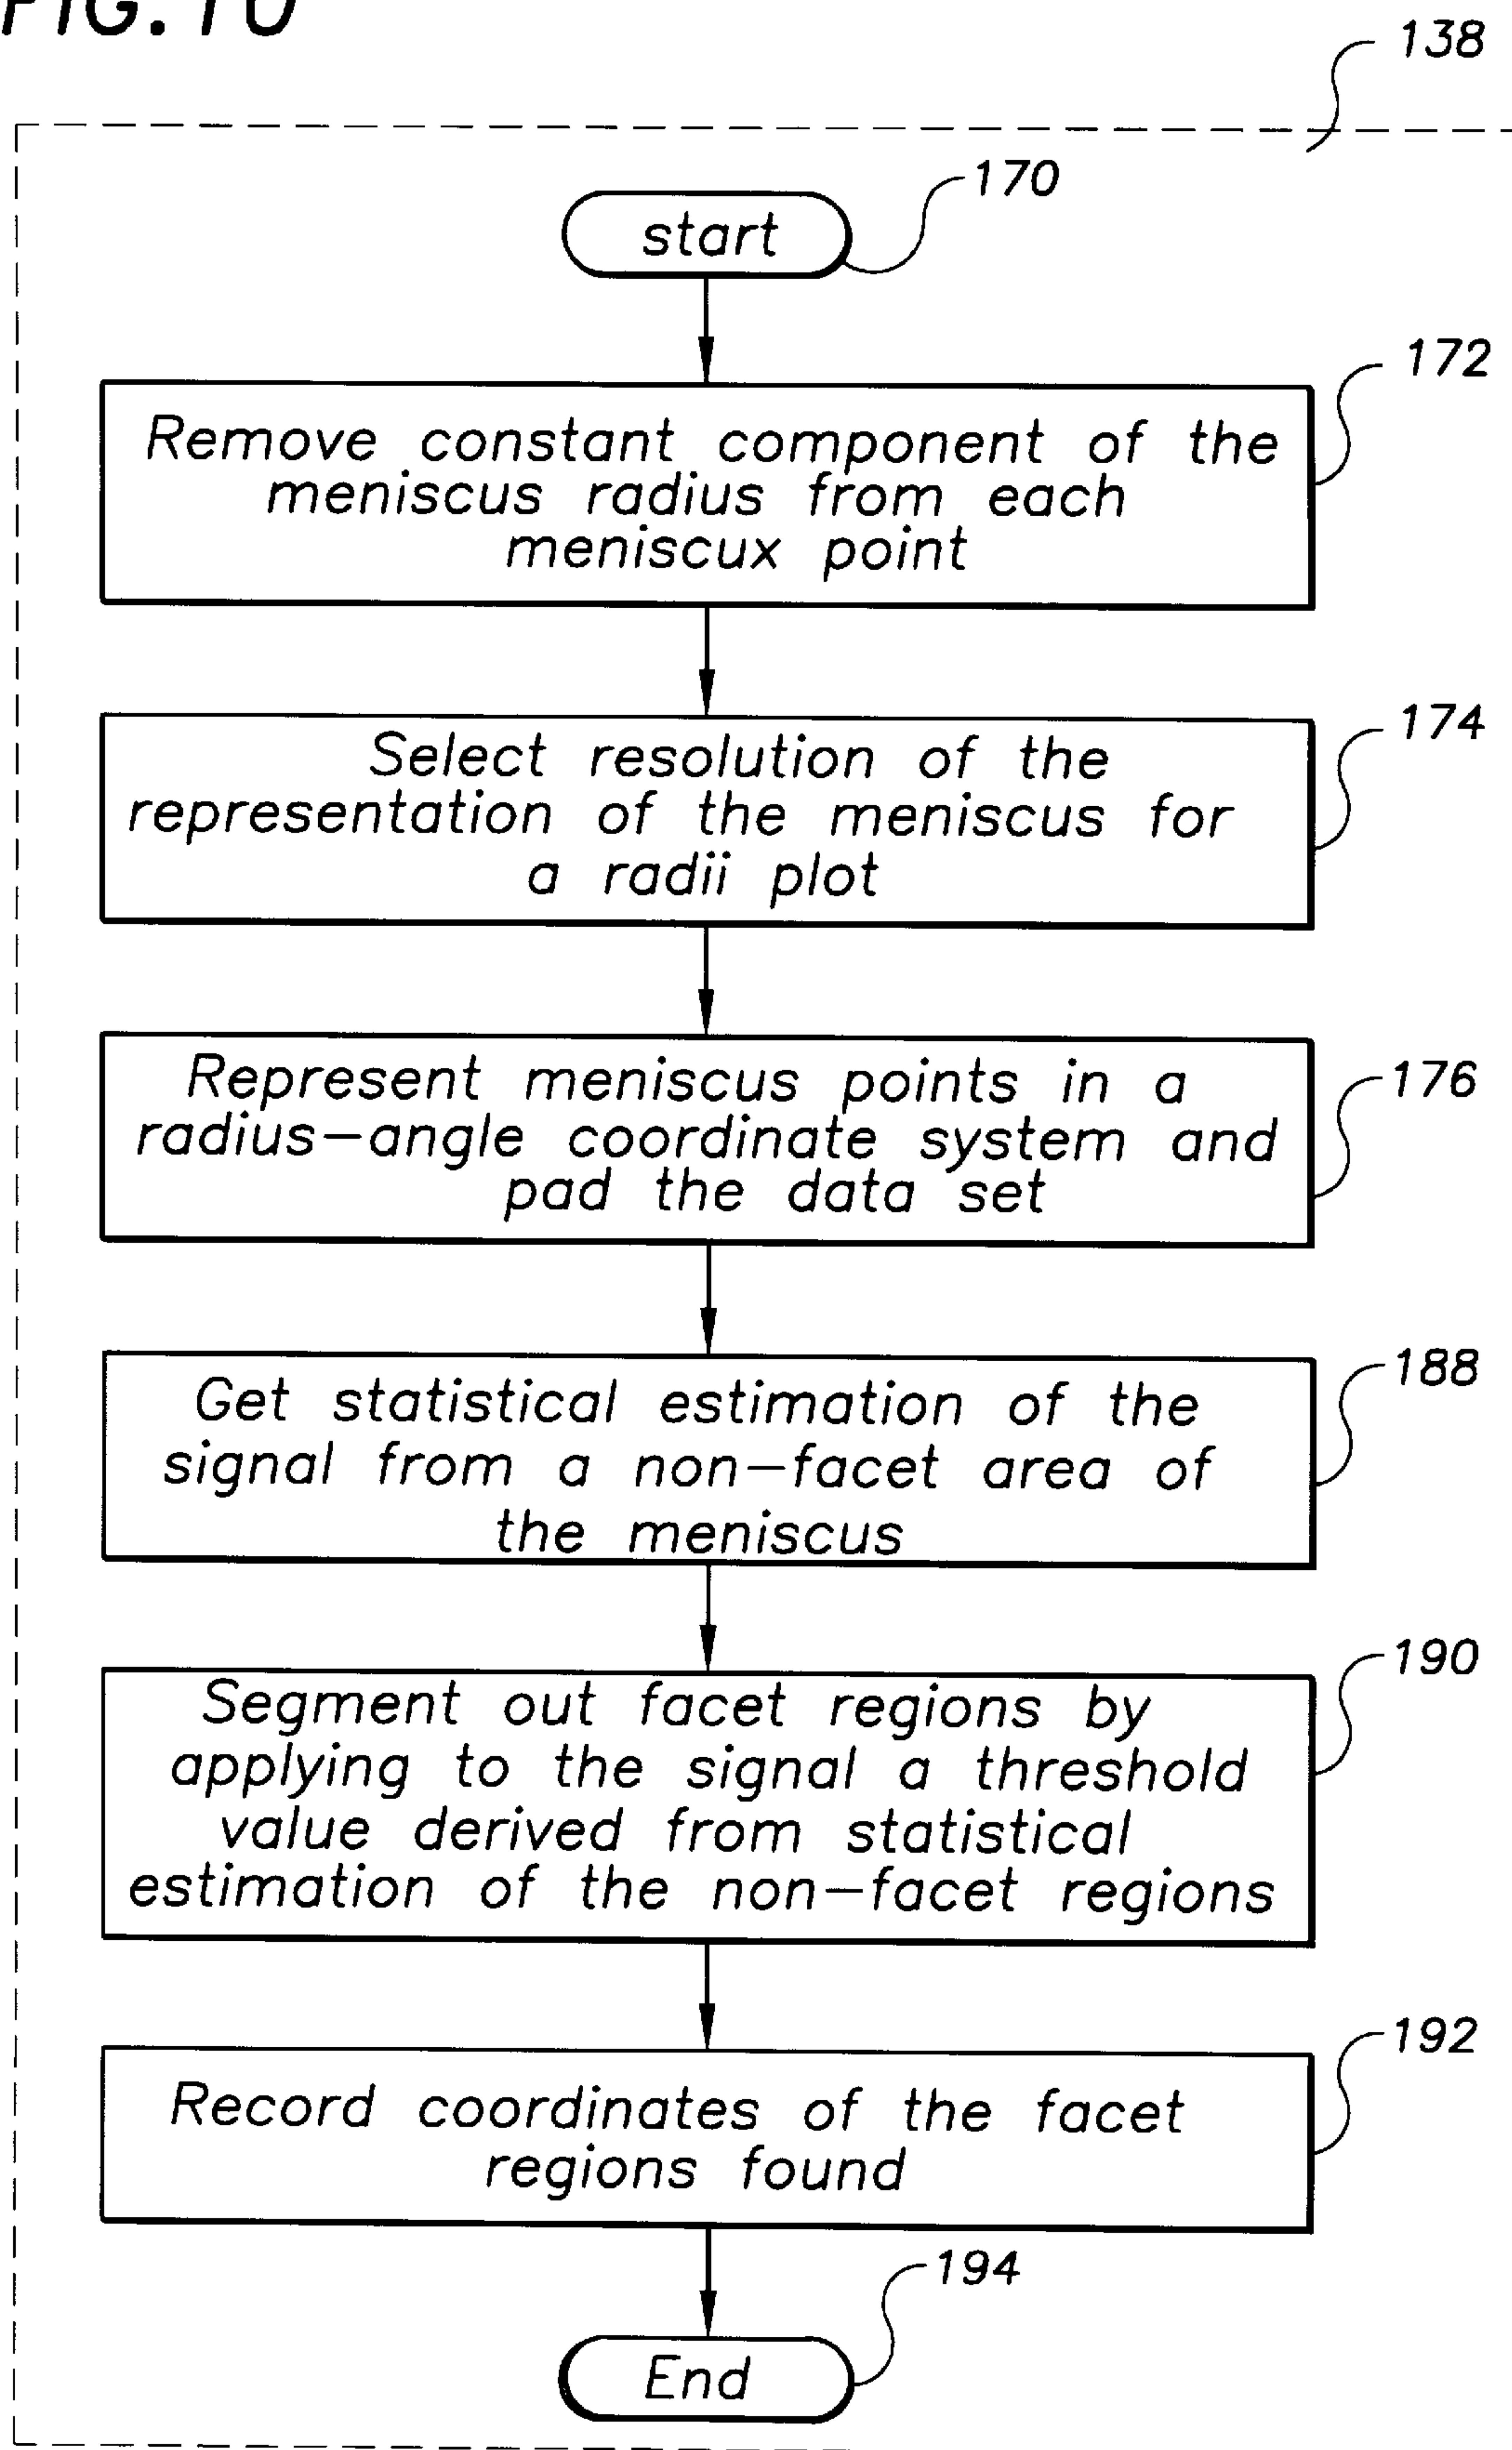 FIG. 10
138
170
start
172
Remove constant component of the
meniscus radius from each
meniscux point
174
Select resolution of the
representation of the meniscus for
a radii plot
176
Represent meniscus points in a
radius-angle coordinate system and
pad the data set
188
Get statistical estimation of the
signal from a non-facet area of
the meniscus
190
Segment out facet regions by
applying to the signal a threshold
value derived from statistical
estimation of the non-facet regions
192
Record coordinates of the facet
regions found
194
End